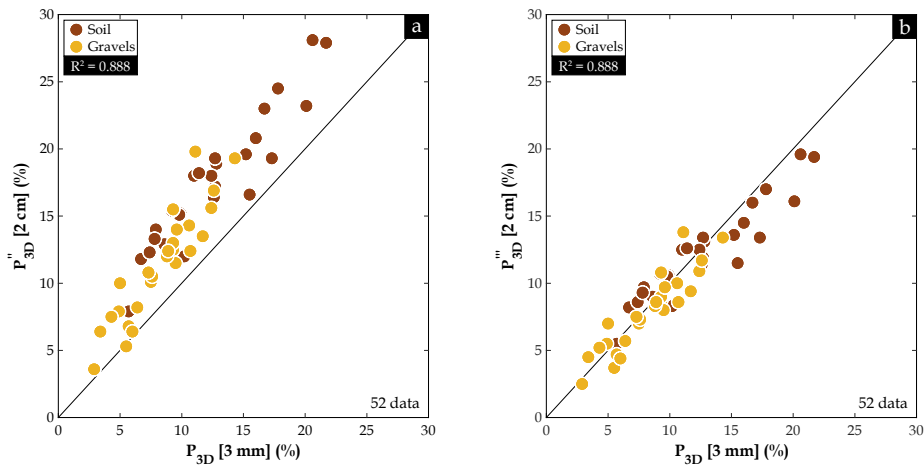 a
Soil
Gravels
R² = 0.888
30
25
20
15
10
5
0
P''3D [2 cm] (%)
0 5 10 15 20 25 30
P3D [3 mm] (%)
52 data
b
Soil
Gravels
R² = 0.888
30
25
20
15
10
5
0
P'''3D [2 cm] (%)
0 5 10 15 20 25 30
P3D [3 mm] (%)
52 data